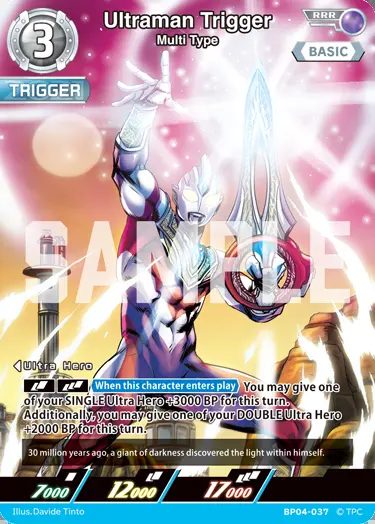 3
Ultraman Trigger
Multi Type
RRR
BASIC
TRIGGER
SAMPLE
Ultra Hero
When this character enters play You may give one
of your SINGLE Ultra Hero +3000 BP for this turn.
Additionally, you may give one of your DOUBLE Ultra Hero
+2000 BP for this turn.
30 million years ago, a giant of darkness discovered the light within himself.
7000 12000 17000
Illus.Davide Tinto BP04-037 © TPC